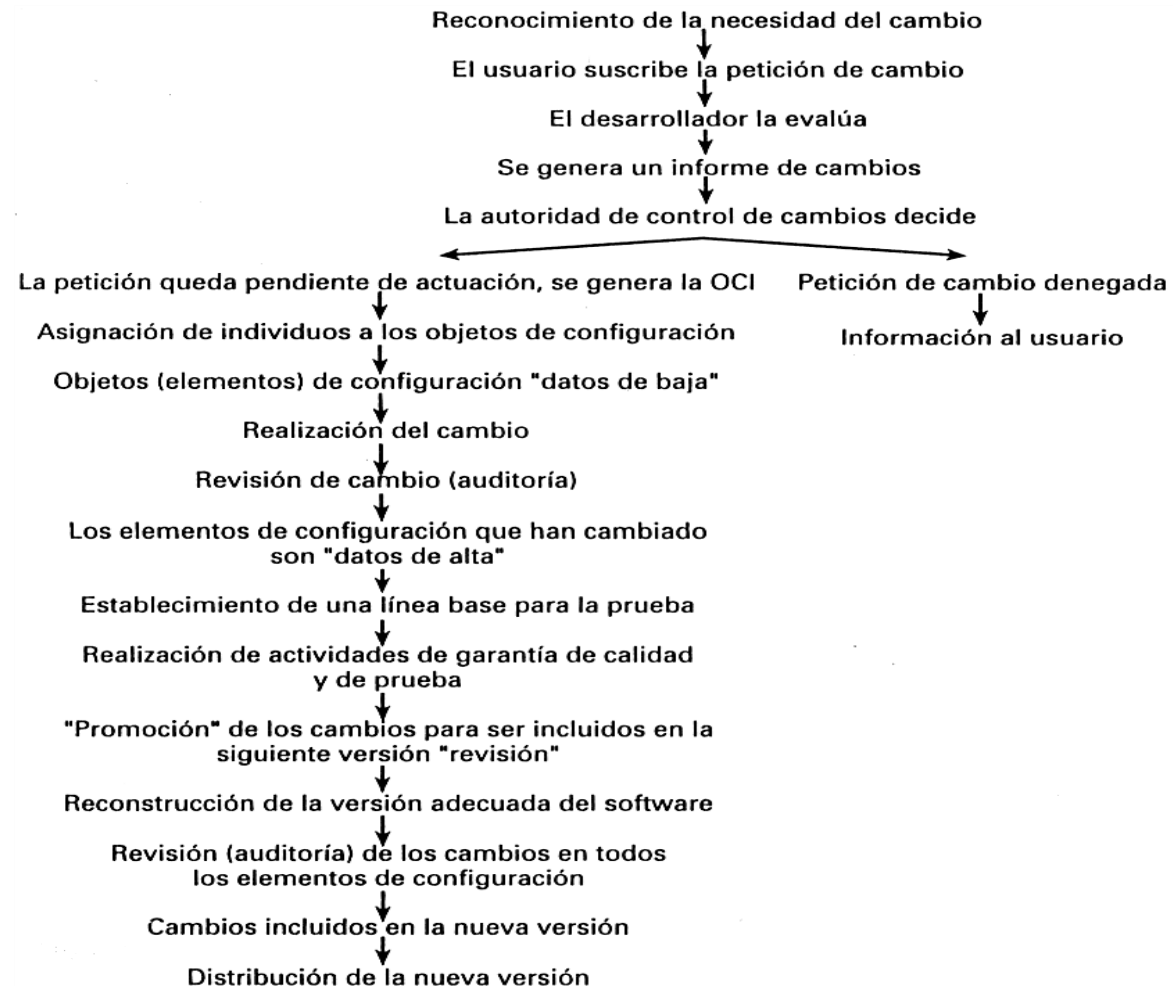 Reconocimiento de la necesidad del cambio
El usuario suscribe la petición de cambio
El desarrollador la evalúa
Se genera un informe de cambios
La autoridad de control de cambios decide
La petición queda pendiente de actuación, se genera la OCI
Petición de cambio denegada
Asignación de individuos a los objetos de configuración
Información al usuario
Objetos (elementos) de configuración "datos de baja"
Realización del cambio
Revisión de cambio (auditoría)
Los elementos de configuración que han cambiado
son "datos de alta"
Establecimiento de una línea base para la prueba
Realización de actividades de garantía de calidad
y de prueba
"Promoción" de los cambios para ser incluidos en la
siguiente versión "revisión"
Reconstrucción de la versión adecuada del software
Revisión (auditoría) de los cambios en todos
los elementos de configuración
Cambios incluidos en la nueva versión
Distribución de la nueva versión